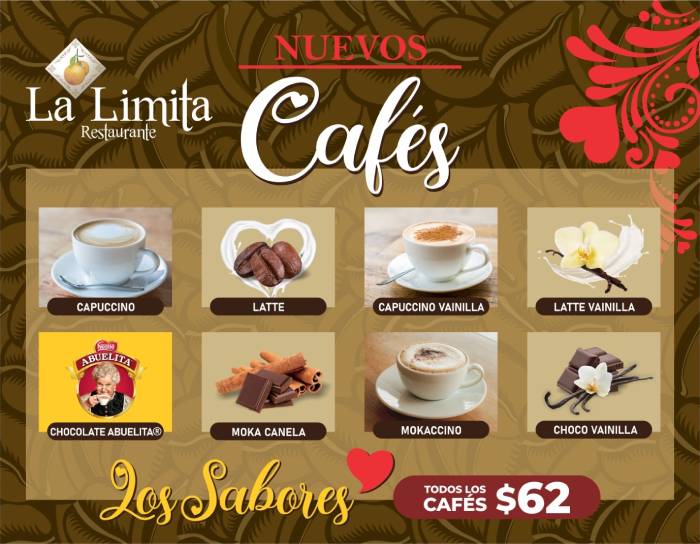 La Limita
Restaurante
NUEVOS
Cafés
CAPUCCINO
LATTE
CAPUCCINO VAINILLA
LATTE VAINILLA
Nestlé
ABUELITA
CHOCOLATE ABUELITA®
MOKA CANELA
MOKACCINO
CHOCO VAINILLA
Los Sabores
TODOS LOS
CAFÉS $62